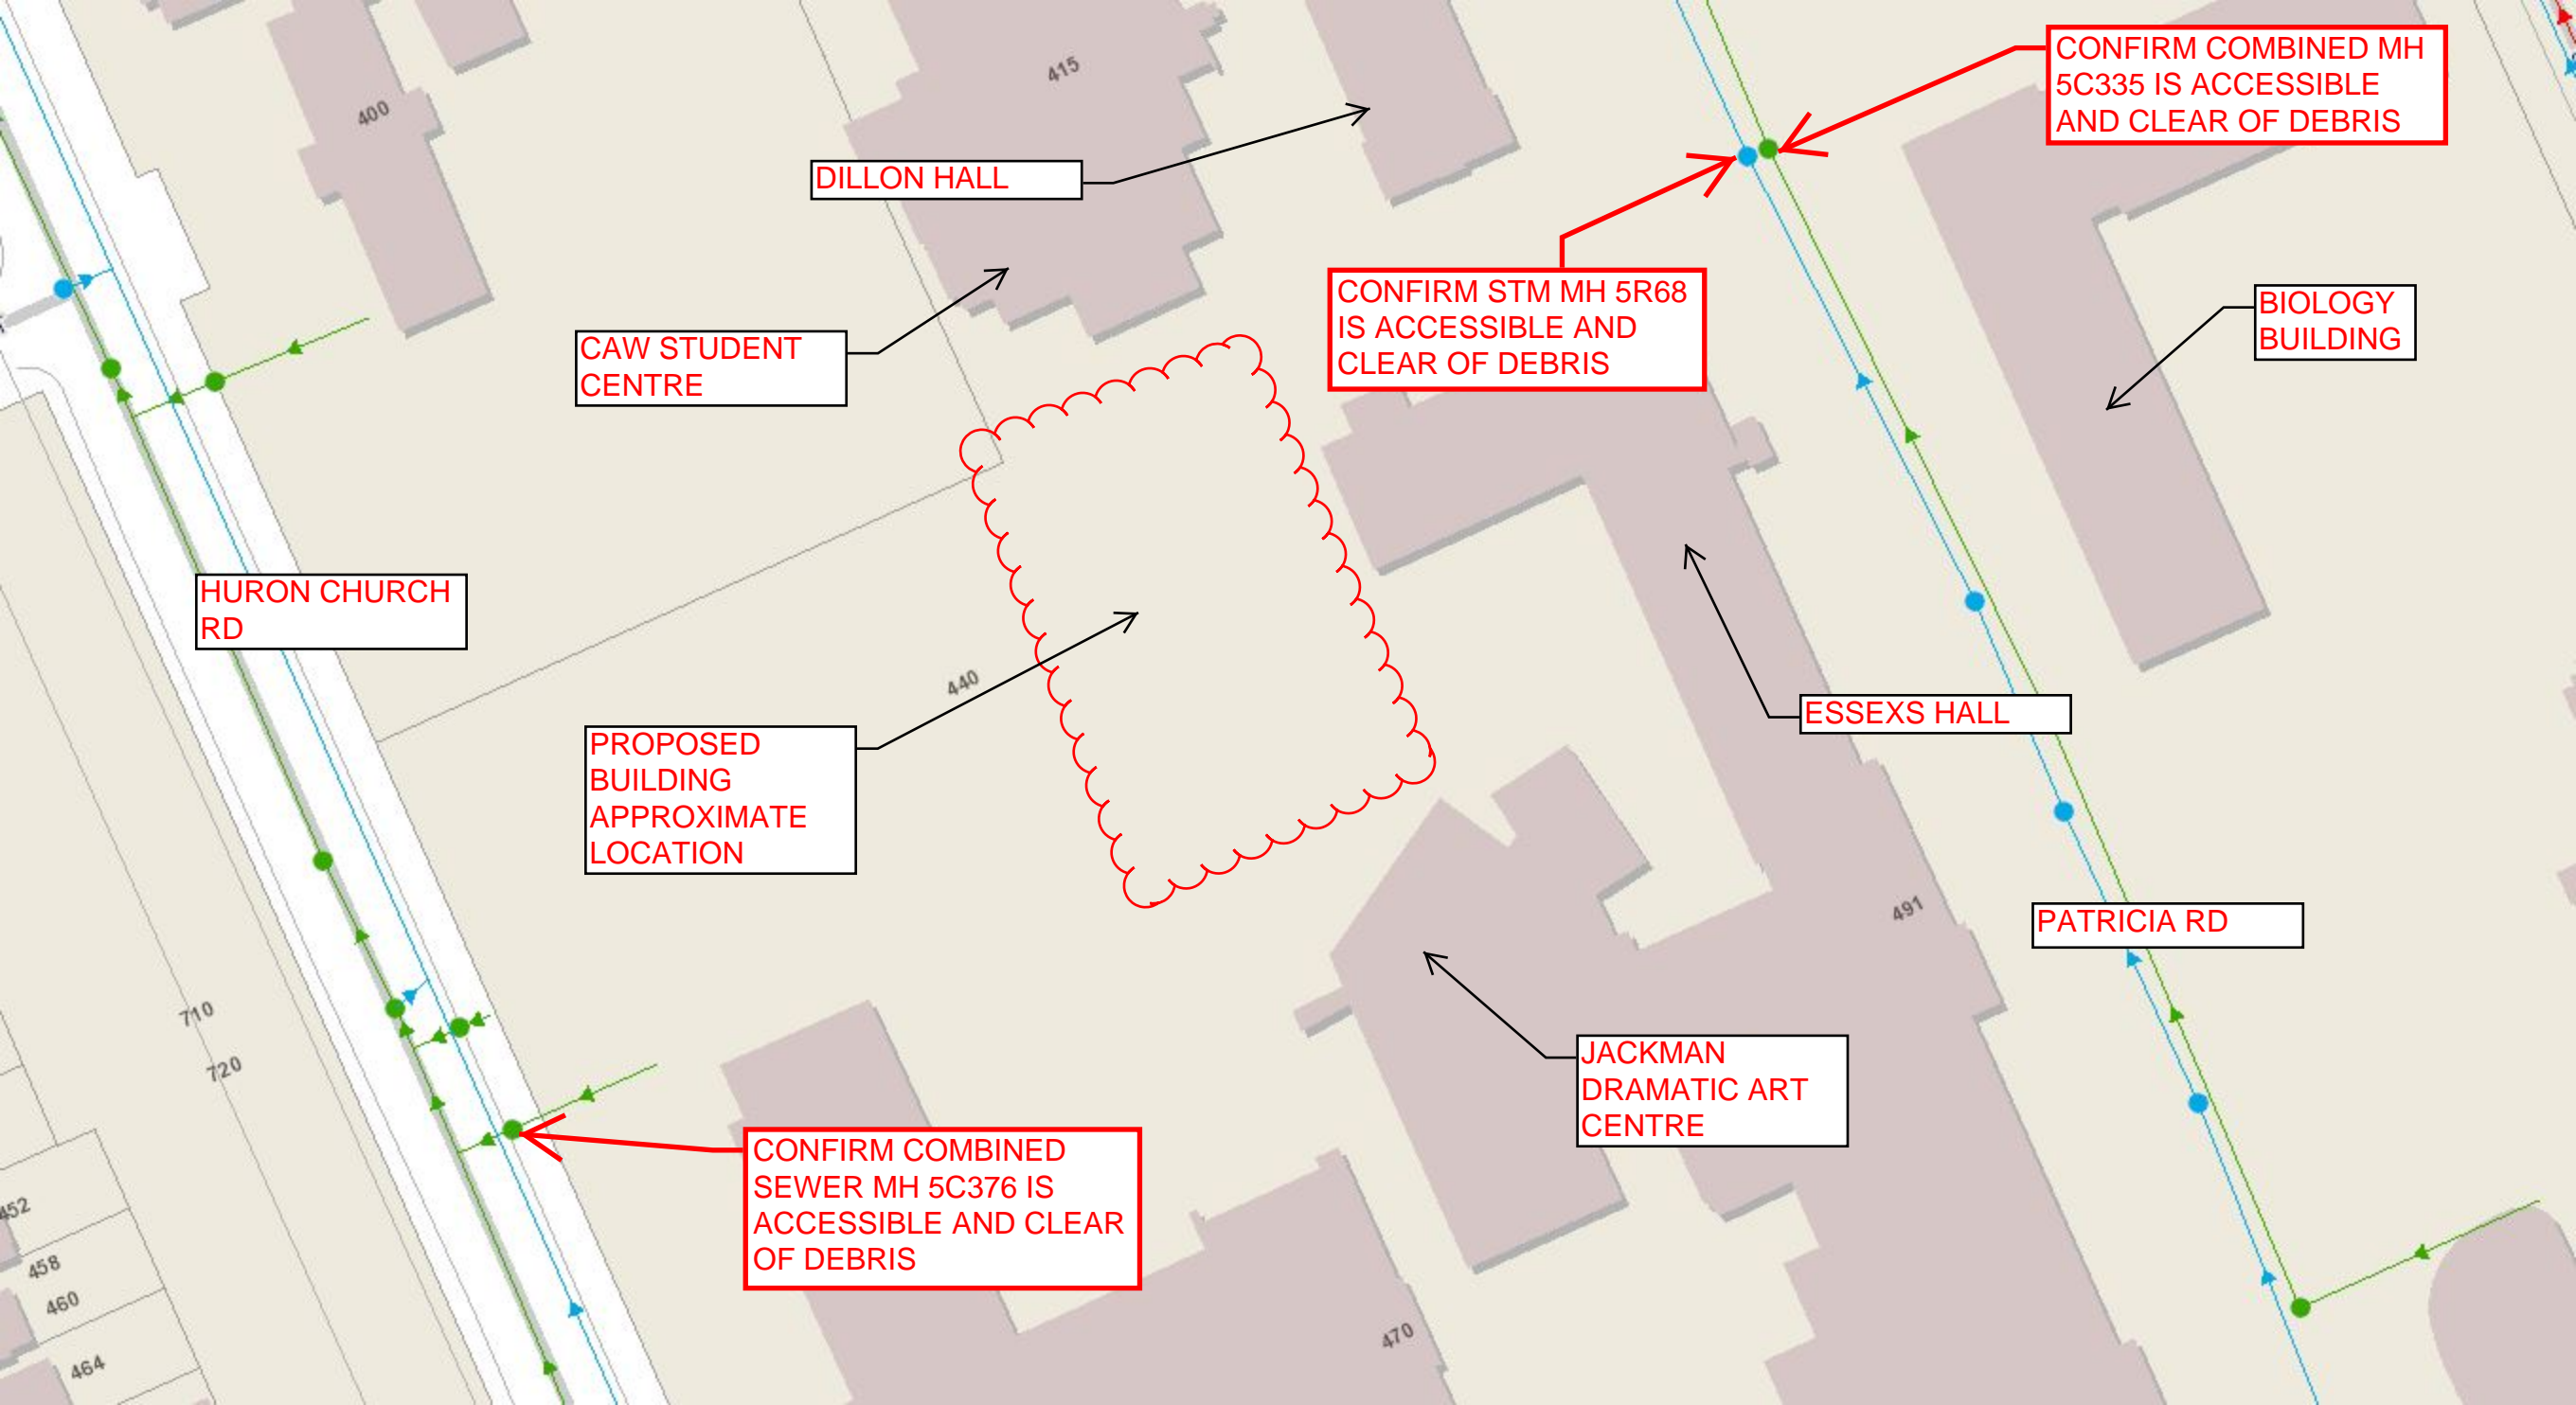 CONFIRM COMBINED MH
5C335 IS ACCESSIBLE
AND CLEAR OF DEBRIS
415
400
DILLON HALL
CONFIRM STM MH 5R68
IS ACCESSIBLE AND
CLEAR OF DEBRIS
BIOLOGY
BUILDING
CAW STUDENT
CENTRE
HURON CHURCH
RD
440
PROPOSED
BUILDING
APPROXIMATE
LOCATION
ESSEXS HALL
491
PATRICIA RD
710
720
JACKMAN
DRAMATIC ART
CENTRE
CONFIRM COMBINED
SEWER MH 5C376 IS
ACCESSIBLE AND CLEAR
OF DEBRIS
452
458
460
464
470